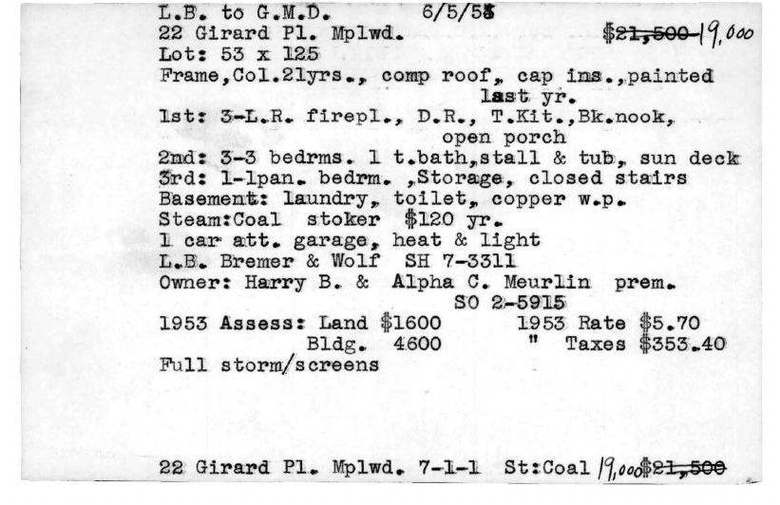 L.B. to G.M.D. 6/5/53
22 Girard Pl. Mplwd. $21,500 19,000
Lot: 53 x 125
Frame,Col.21yrs., comp roof, cap ins.,painted
last yr.
1st: 3-L.R. firepl., D.R., T.Kit.,Bk.nook,
open porch
2nd: 3-3 bedrms. 1 t.bath,stall & tub, sun deck
3rd: 1-1pan. bedrm. ,Storage, closed stairs
Basement: laundry, toilet, copper w.p.
Steam:Coal stoker $120 yr.
1 car att. garage, heat & light
L.B. Bremer & Wolf SH 7-3311
Owner: Harry B. & Alpha C. Meurlin prem.
SO 2-5915
1953 Assess: Land $1600 1953 Rate $5.70
Bldg. 4600 " Taxes $353.40
Full storm/screens
22 Girard Pl. Mplwd. 7-1-1 St:Coal 19,000 $21,500